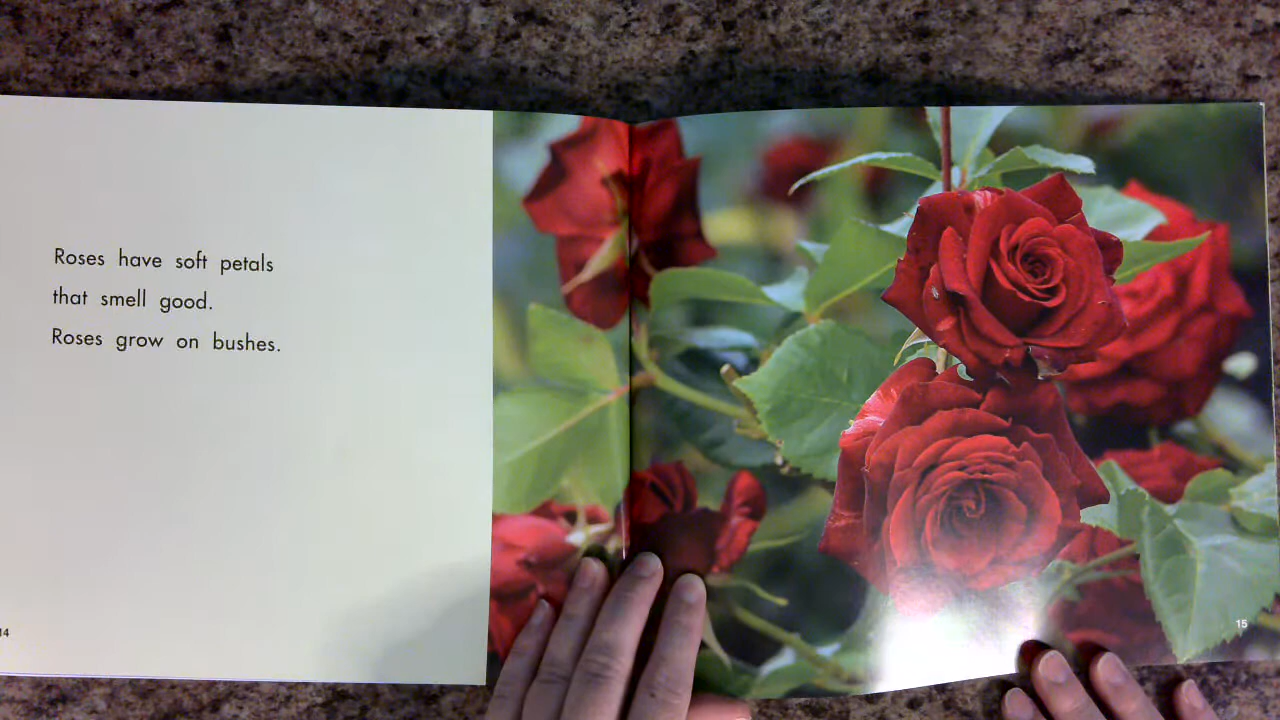 Roses have soft petals
that smell good.
Roses grow on bushes.
14
15